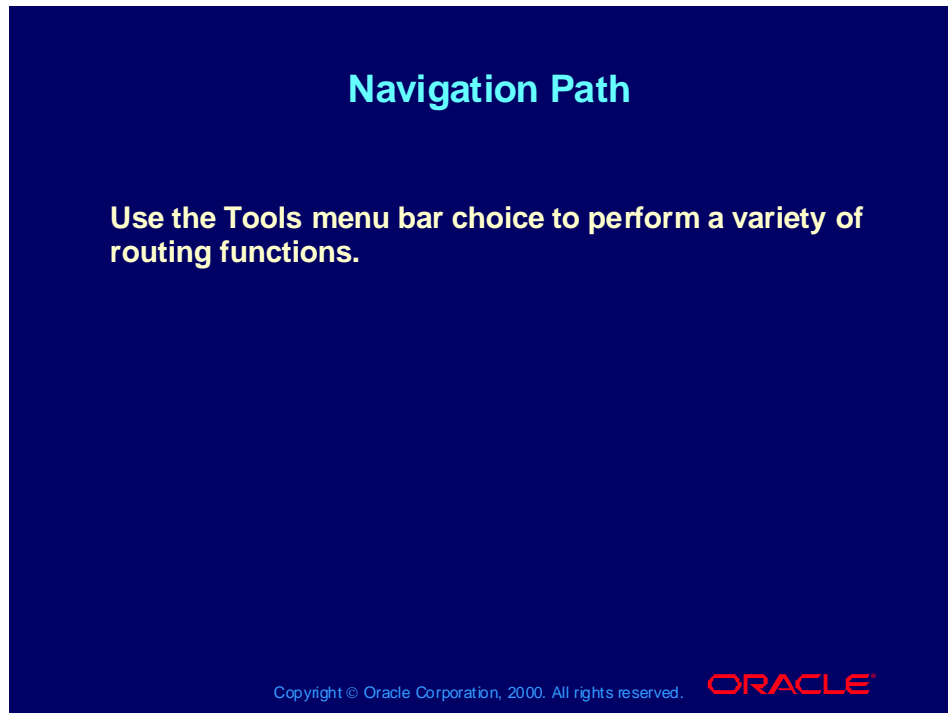 Navigation Path
Use the Tools menu bar choice to perform a variety of
routing functions.
Copyright © Oracle Corporation, 2000. All rights reserved.
ORACLE®